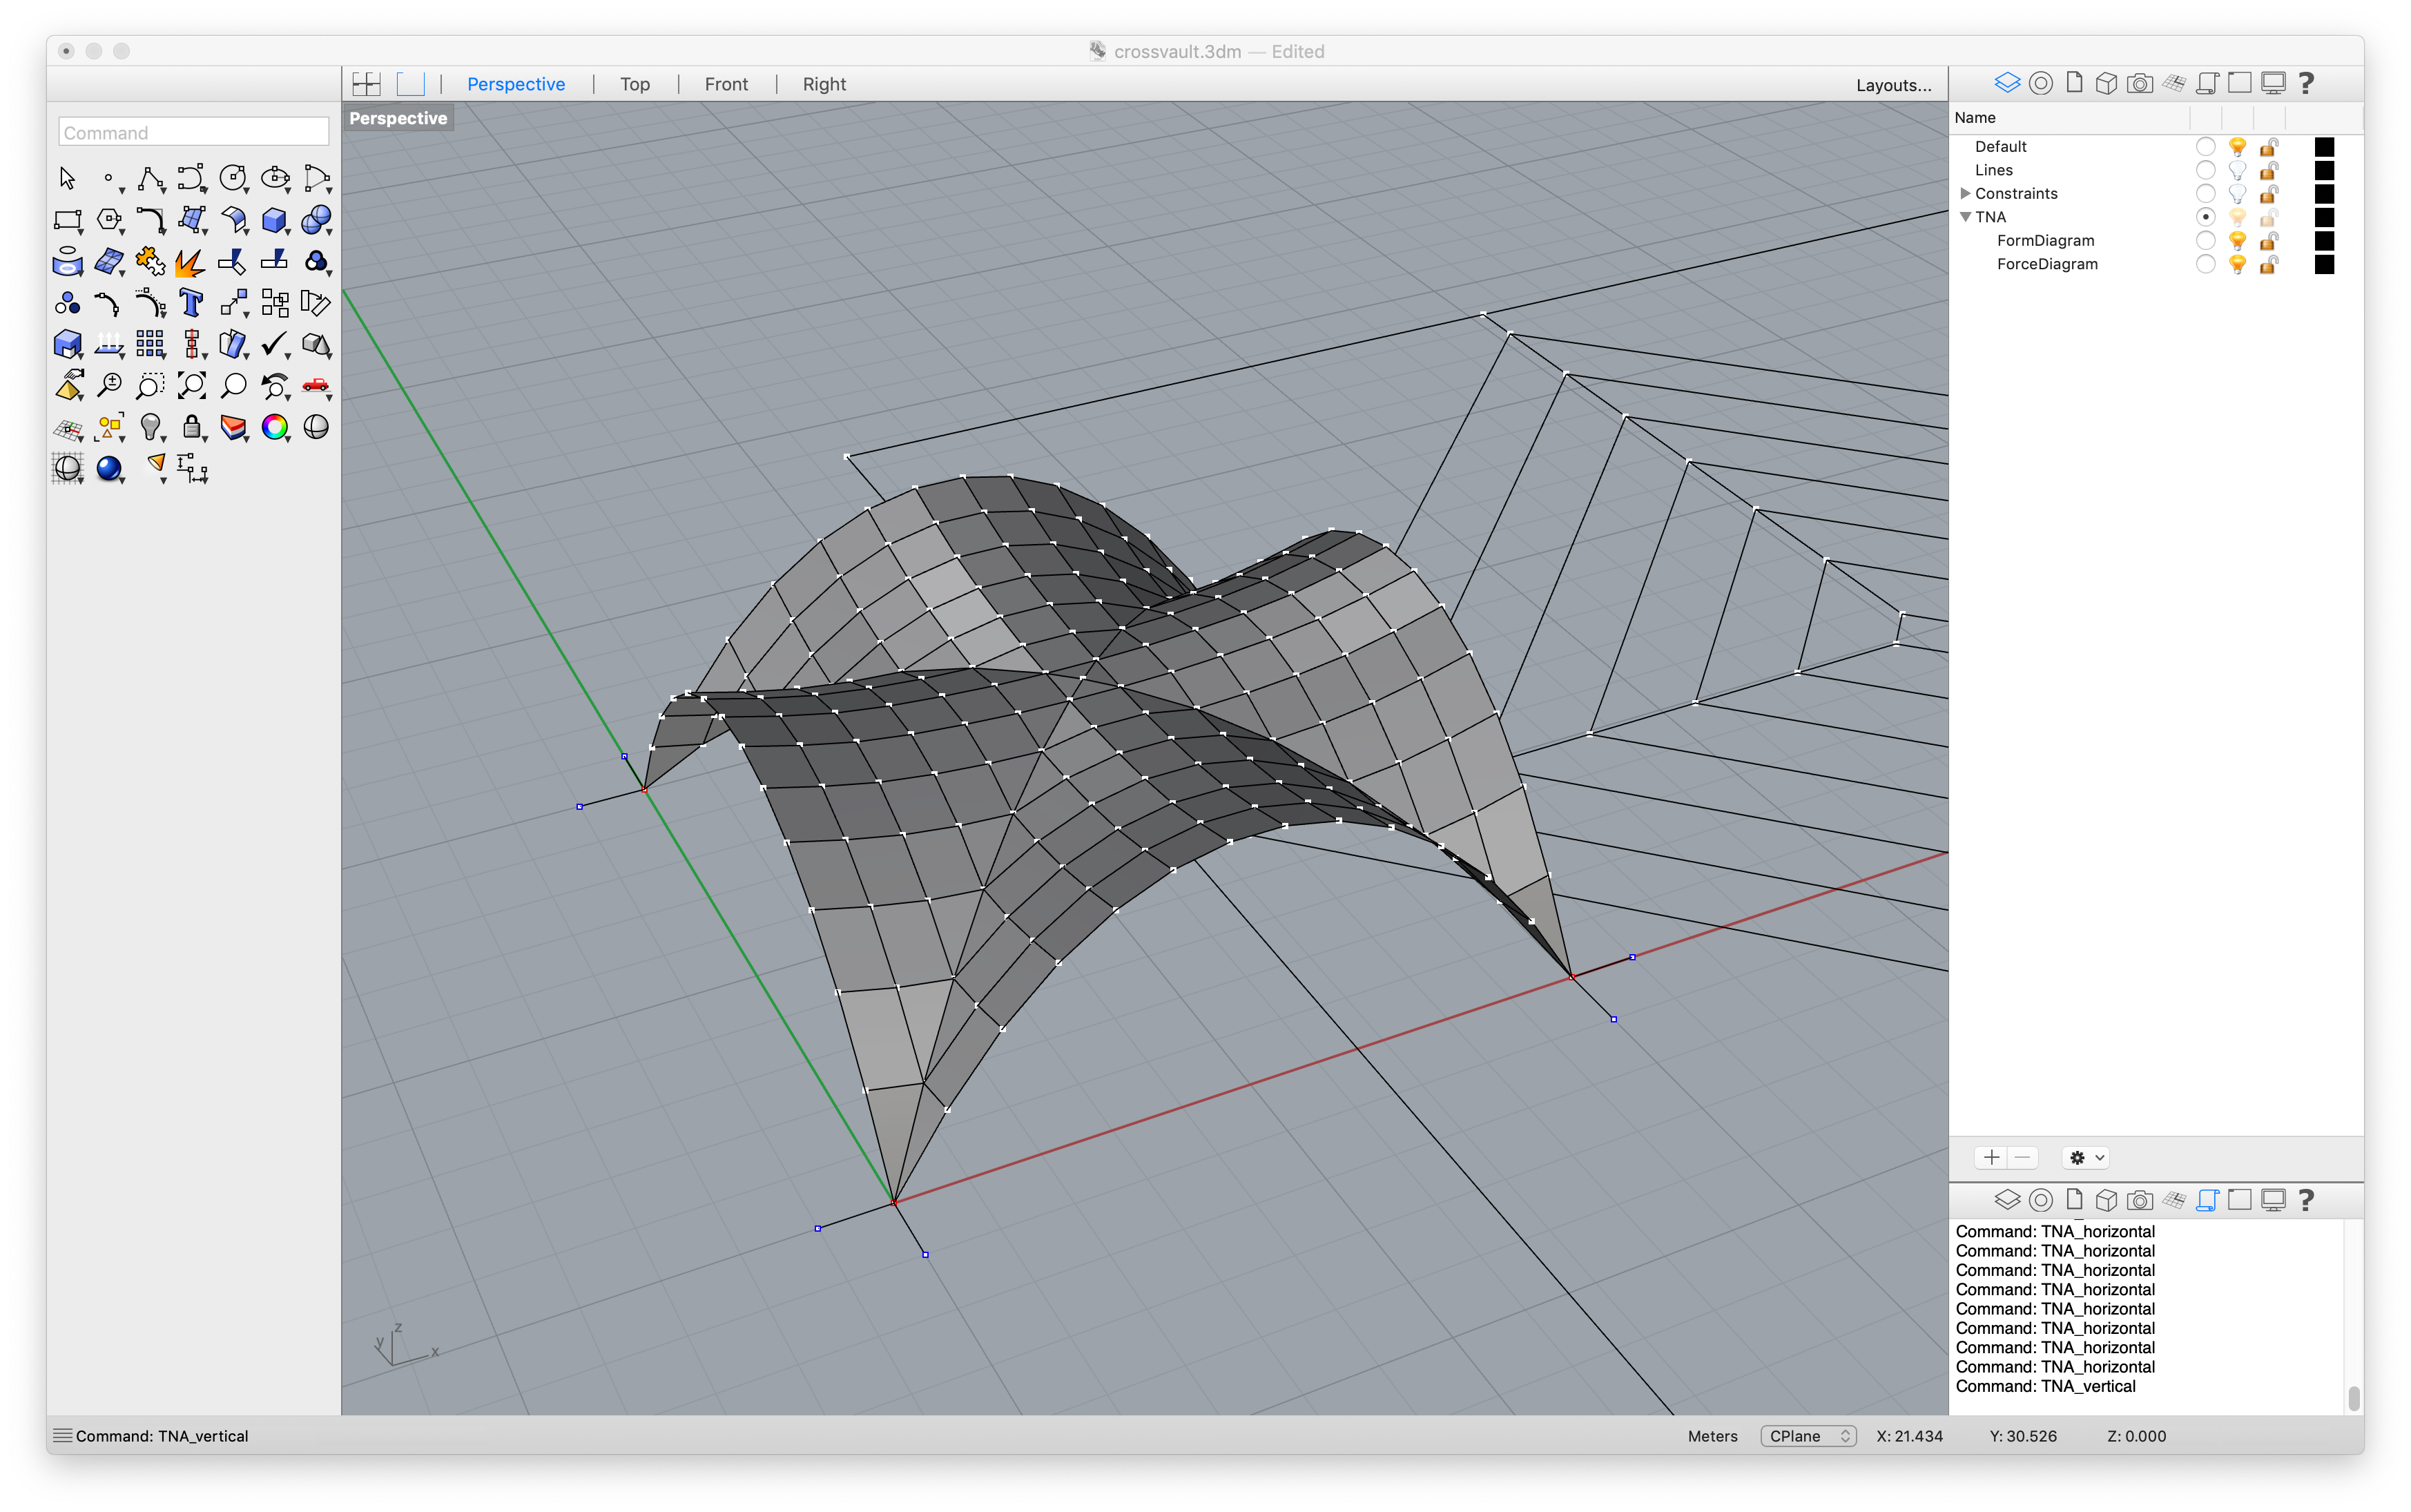 crossvault.3dm — Edited
Perspective Top Front Right Layouts...
Perspective
Command
Name
Default
Lines
Constraints
TNA
FormDiagram
ForceDiagram
z
y
x
Command: TNA_horizontal
Command: TNA_horizontal
Command: TNA_horizontal
Command: TNA_horizontal
Command: TNA_horizontal
Command: TNA_horizontal
Command: TNA_horizontal
Command: TNA_horizontal
Command: TNA_vertical
Command: TNA_vertical Meters CPlane X: 21.434 Y: 30.526 Z: 0.000